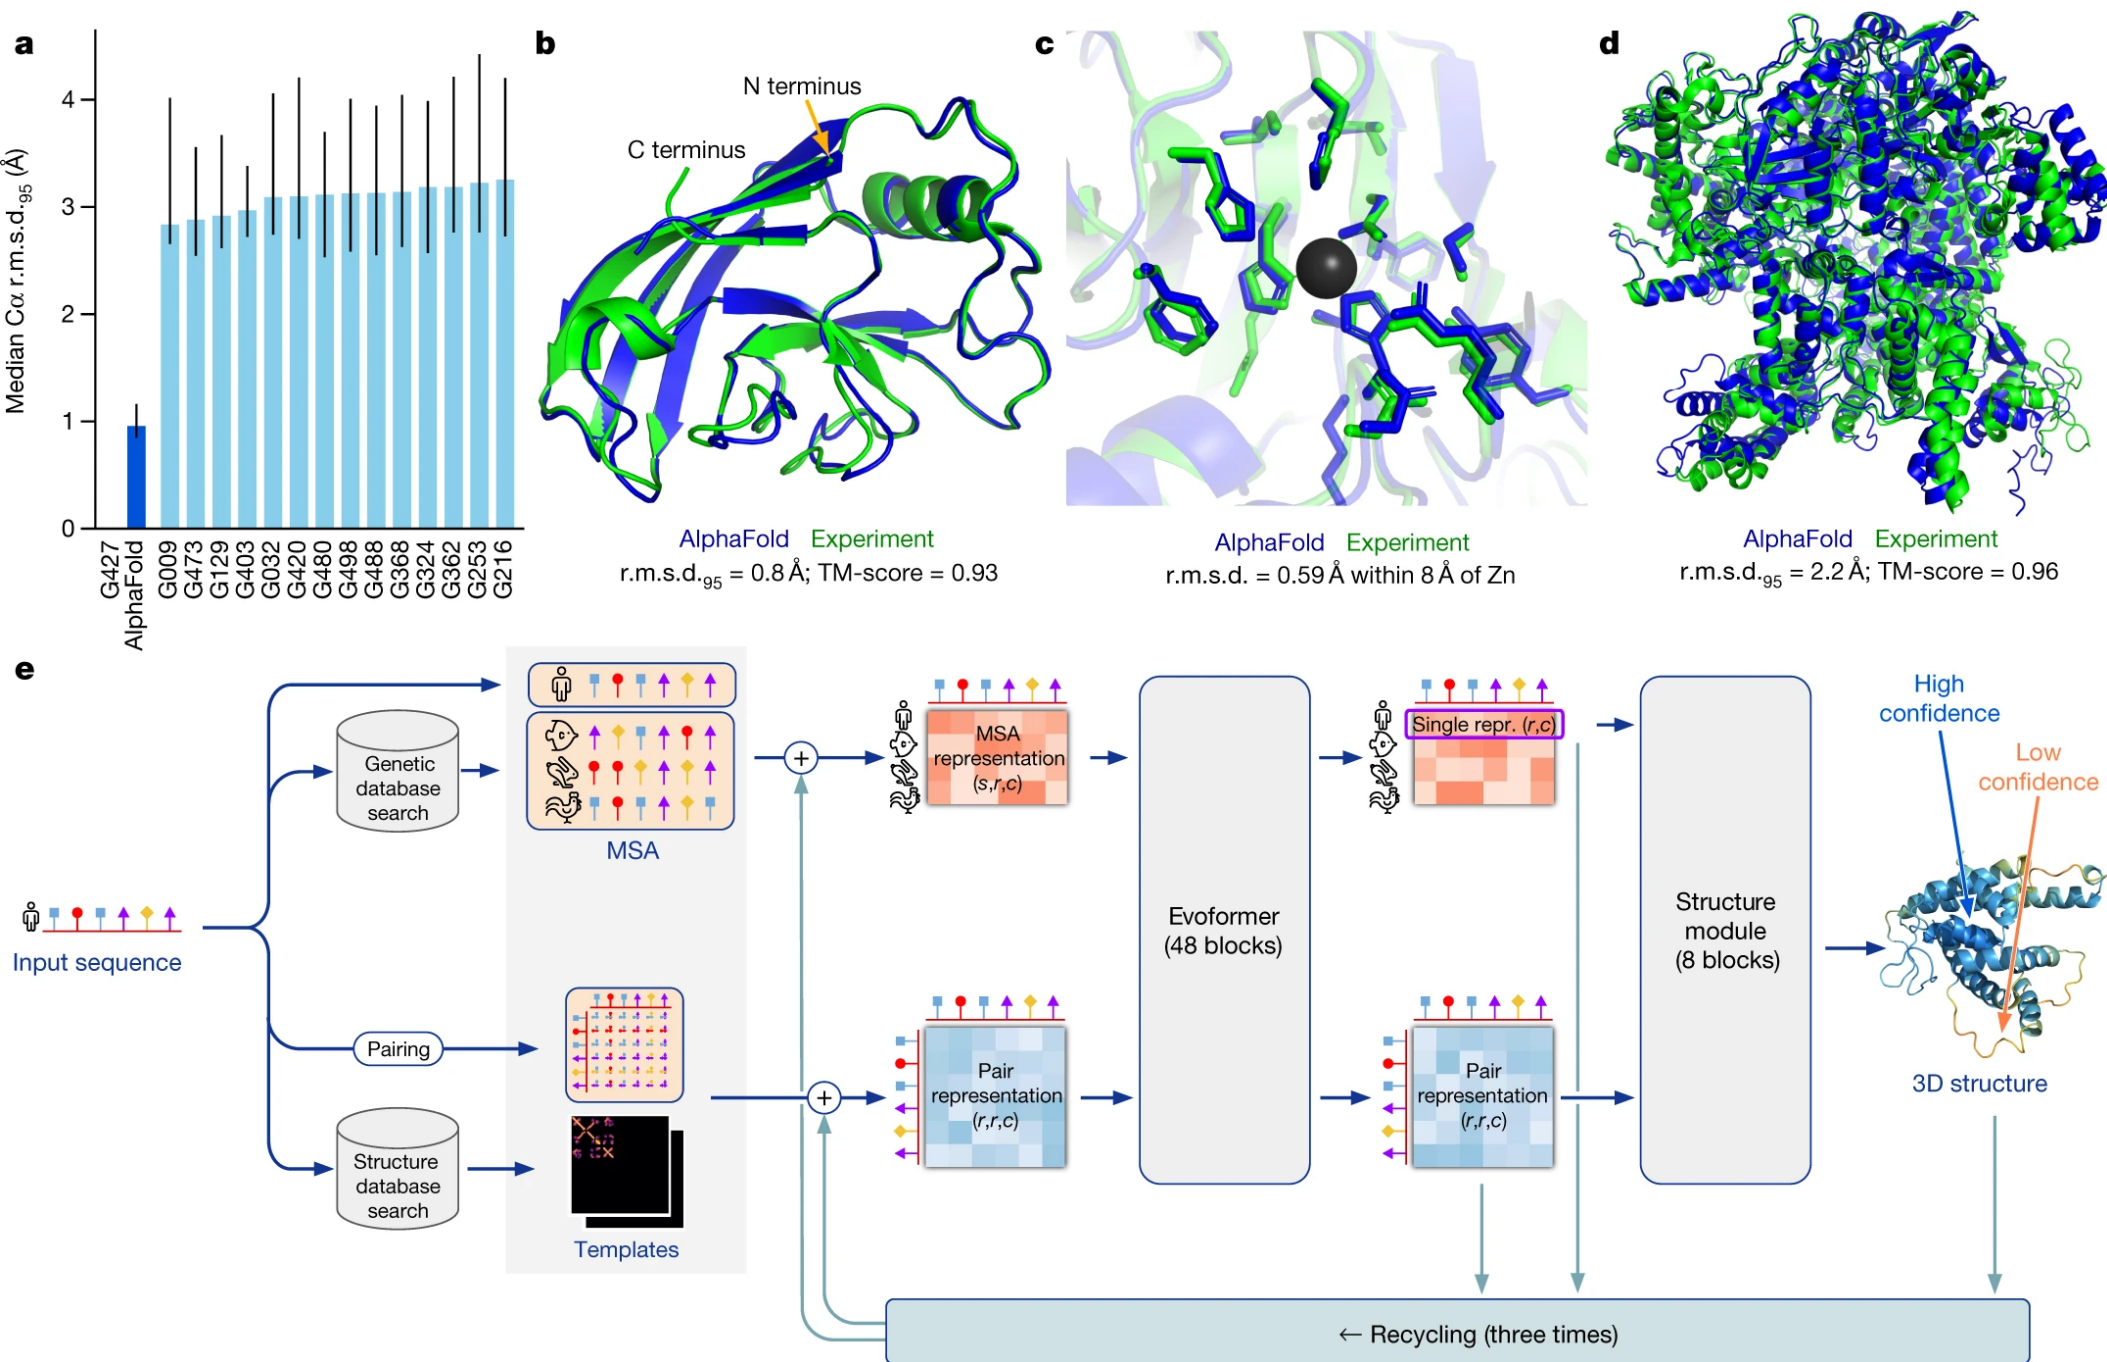 a
Median Cα r.m.s.d.95 (Å)
4
3
2
1
0
G427
AlphaFold
G009
G473
G129
G403
G032
G420
G480
G498
G488
G368
G324
G362
G253
G216
b
N terminus
C terminus
AlphaFold Experiment
r.m.s.d.95 = 0.8 Å; TM-score = 0.93
c
AlphaFold Experiment
r.m.s.d. = 0.59 Å within 8 Å of Zn
d
AlphaFold Experiment
r.m.s.d.95 = 2.2 Å; TM-score = 0.96
e
Input sequence
Genetic
database
search
Pairing
Structure
database
search
MSA
Templates
+
+
MSA
representation
(s,r,c)
Pair
representation
(r,r,c)
Evoformer
(48 blocks)
Single repr. (r,c)
Pair
representation
(r,r,c)
Structure
module
(8 blocks)
High
confidence
Low
confidence
3D structure
← Recycling (three times)